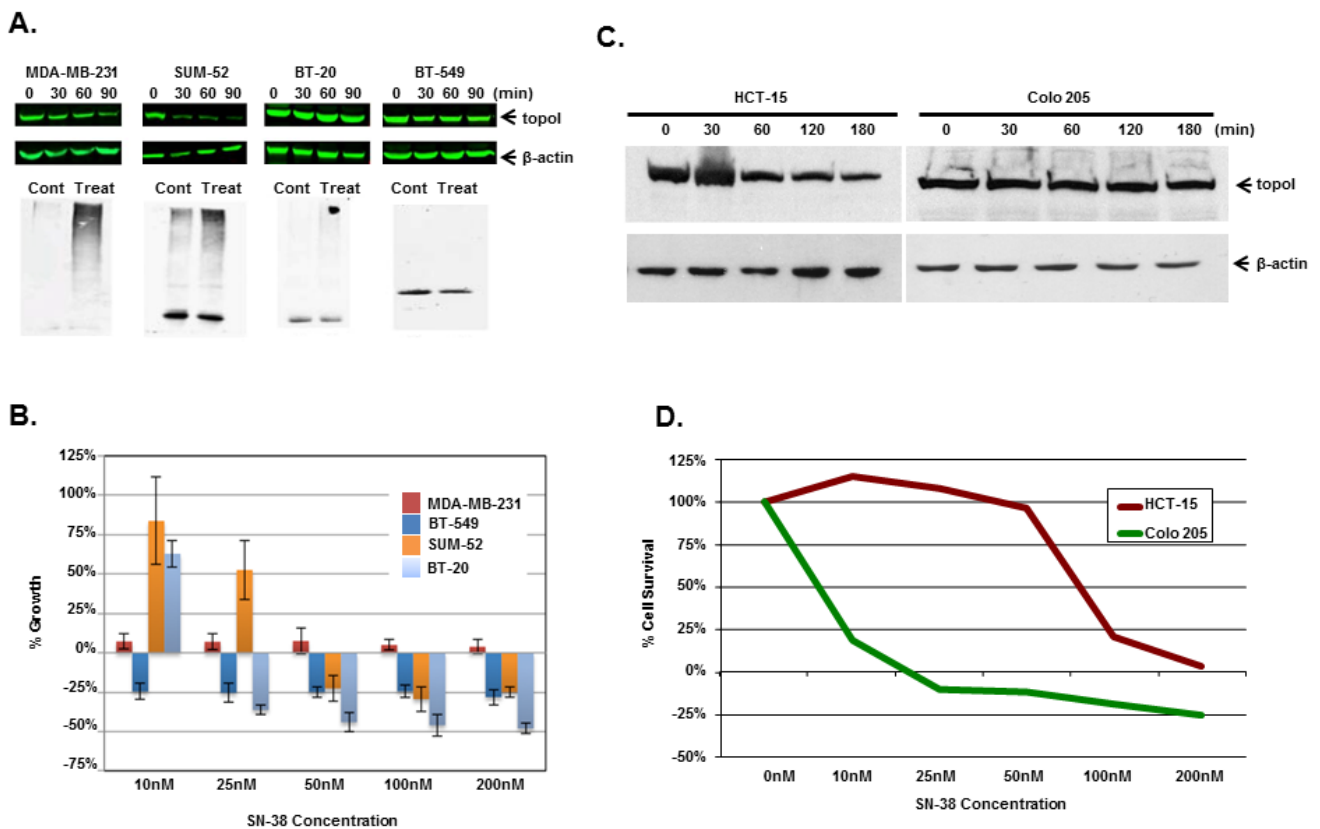 A.
MDA-MB-231 SUM-52 BT-20 BT-549
0 30 60 90 0 30 60 90 0 30 60 90 0 30 60 90 (min)
topoI
β-actin
Cont Treat Cont Treat Cont Treat Cont Treat
C.
HCT-15 Colo 205
0 30 60 120 180 0 30 60 120 180 (min)
topoI
β-actin
B.
% Growth
125%
100%
75%
50%
25%
0%
-25%
-50%
-75%
MDA-MB-231
BT-549
SUM-52
BT-20
10nM 25nM 50nM 100nM 200nM
SN-38 Concentration
D.
% Cell Survival
125%
100%
75%
50%
25%
0%
-25%
-50%
HCT-15
Colo 205
0nM 10nM 25nM 50nM 100nM 200nM
SN-38 Concentration